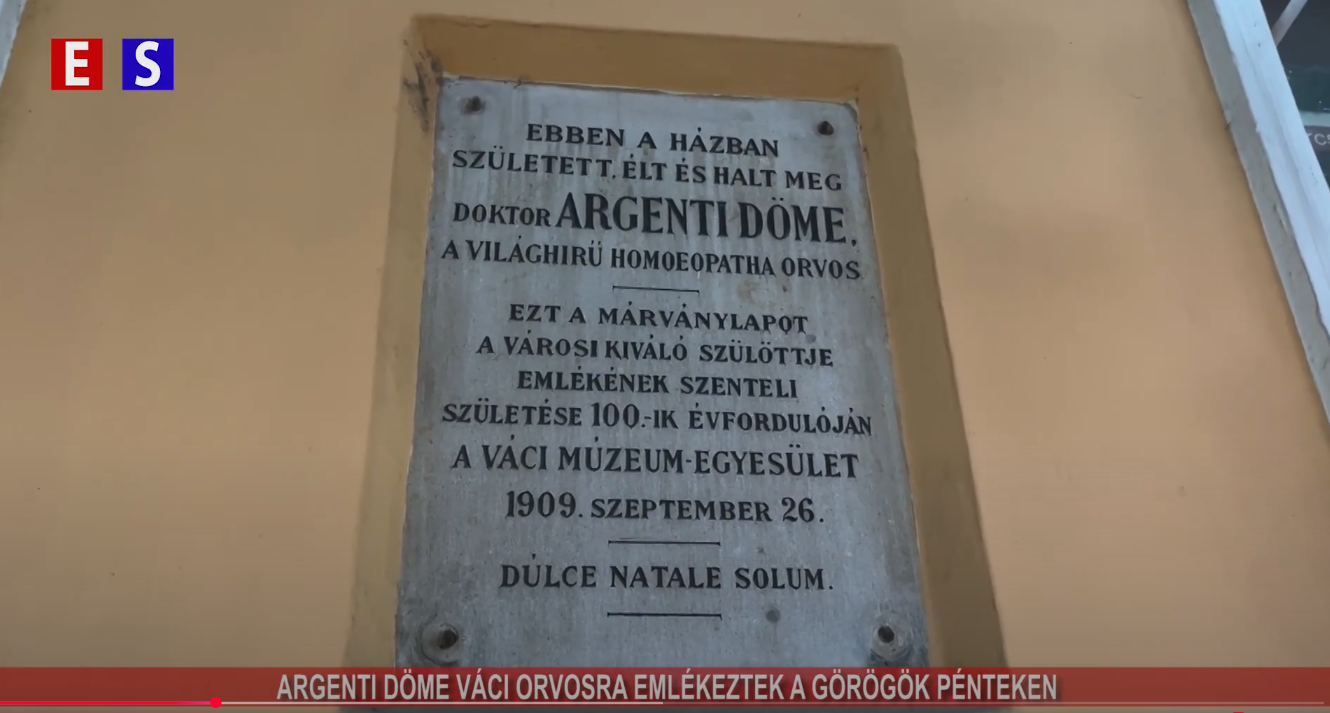 E S
EBBEN A HÁZBAN
SZÜLETETT, ÉLT ÉS HALT MEG
DOKTOR ARGENTI DÖME,
A VILÁGHIRŰ HOMOEOPATHA ORVOS
EZT A MÁRVÁNYLAPOT
A VÁROSI KIVÁLÓ SZÜLÖTTJE
EMLÉKÉNEK SZENTELI
SZÜLETÉSE 100.-IK ÉVFORDULÓJÁN
A VÁCI MÚZEUM-EGYESÜLET
1909. SZEPTEMBER 26.
DÚLCE NATALE SOLUM.
ARGENTI DÖME VÁCI ORVOSRA EMLÉKEZTEK A GÖRÖGÖK PÉNTEKEN